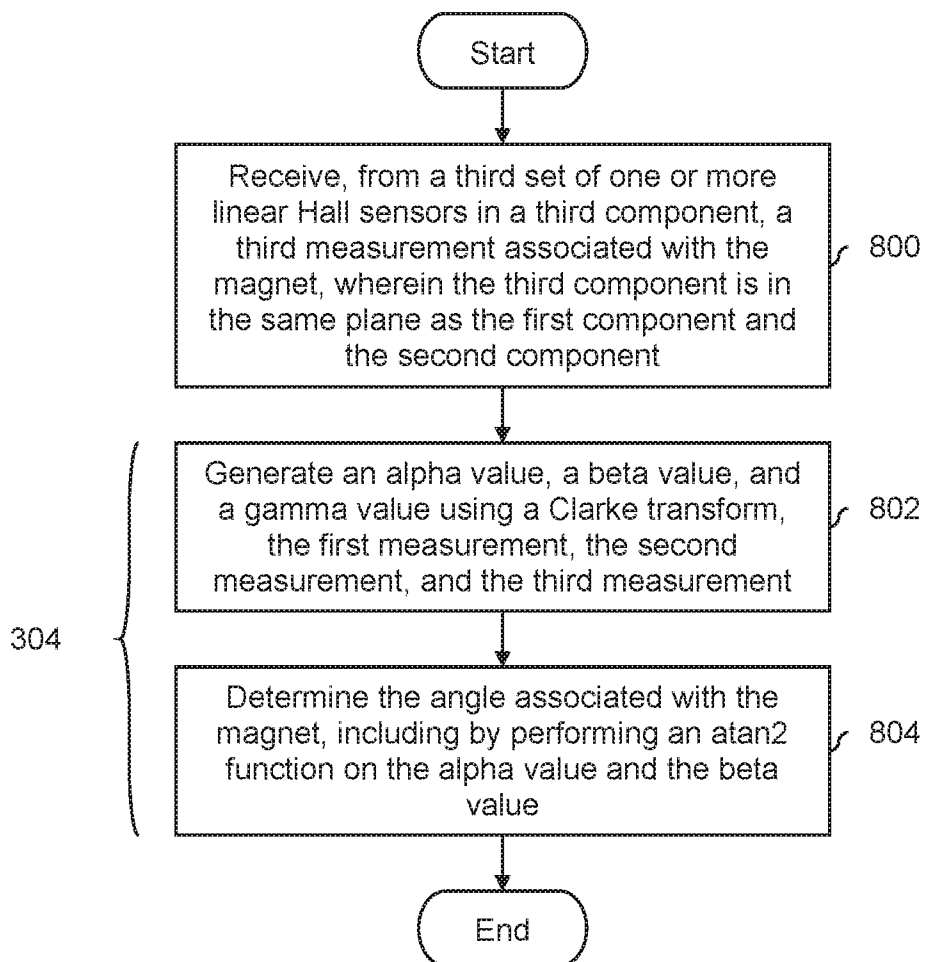 Start
Receive, from a third set of one or more
linear Hall sensors in a third component, a
third measurement associated with the
magnet, wherein the third component is in
the same plane as the first component and
the second component
800
Generate an alpha value, a beta value, and
a gamma value using a Clarke transform,
the first measurement, the second
measurement, and the third measurement
802
304
Determine the angle associated with the
magnet, including by performing an atan2
function on the alpha value and the beta
value
804
End